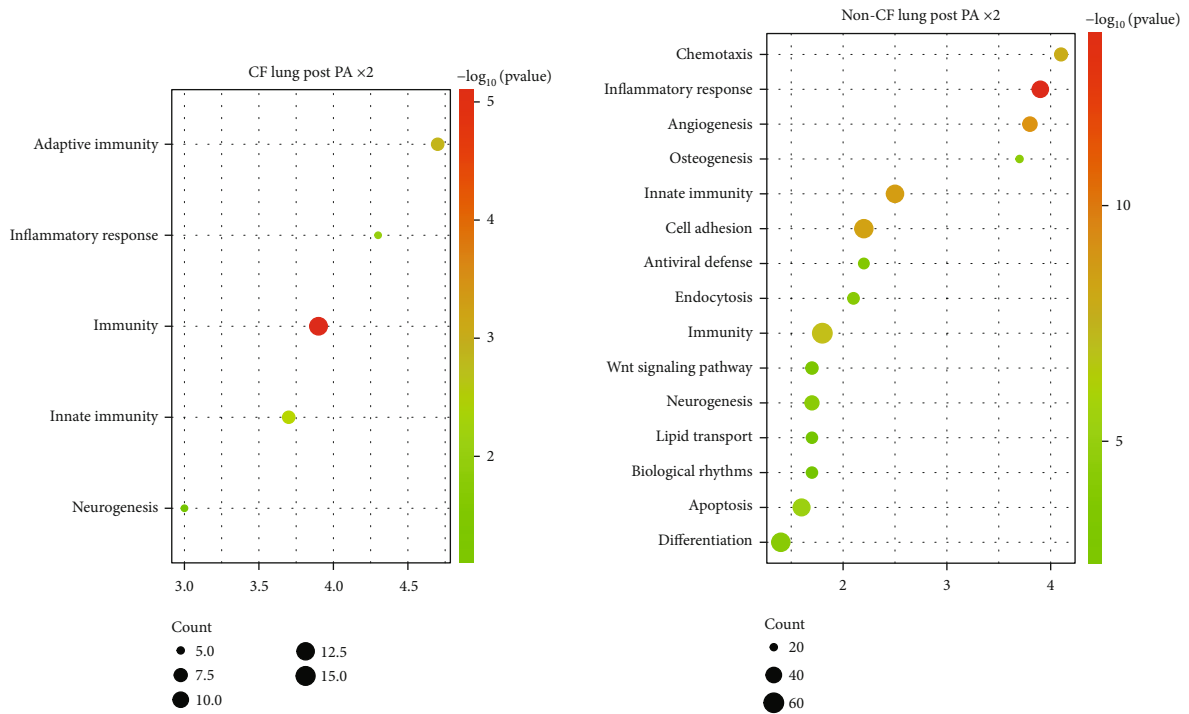 CF lung post PA ×2
−log10 (pvalue)
Adaptive immunity
Inflammatory response
Immunity
Innate immunity
Neurogenesis
5
4
3
2
3.0 3.5 4.0 4.5
Count
5.0
7.5
10.0
12.5
15.0
Non-CF lung post PA ×2
−log10 (pvalue)
Chemotaxis
Inflammatory response
Angiogenesis
Osteogenesis
Innate immunity
Cell adhesion
Antiviral defense
Endocytosis
Immunity
Wnt signaling pathway
Neurogenesis
Lipid transport
Biological rhythms
Apoptosis
Differentiation
10
5
2 3 4
Count
20
40
60